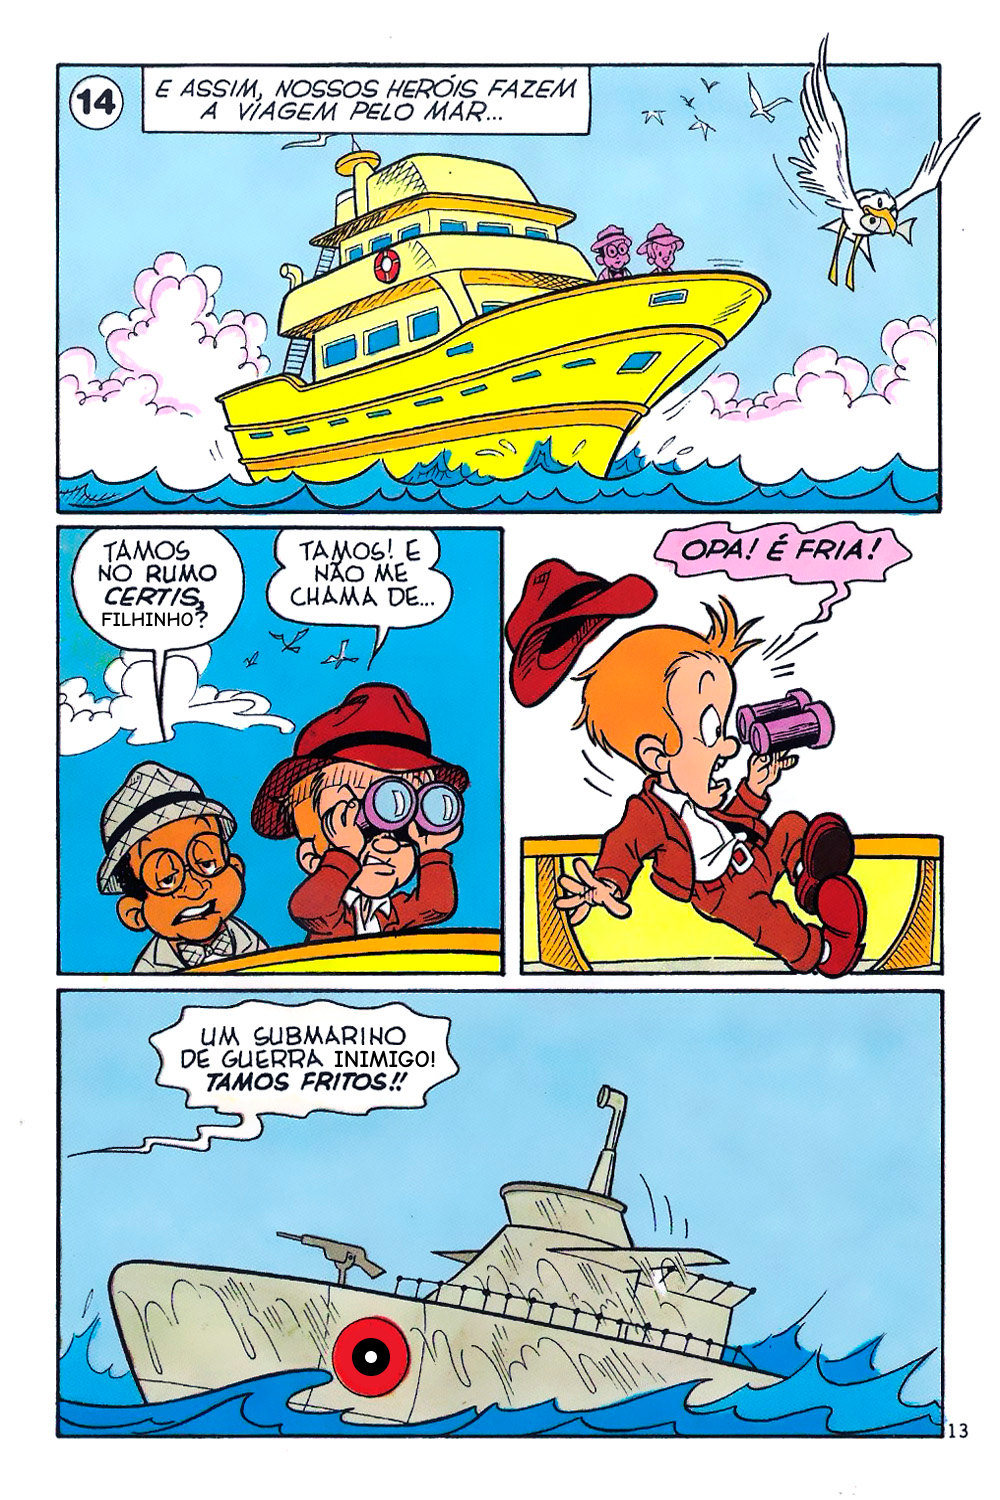 14
E ASSIM, NOSSOS HERÓIS FAZEM
A VIAGEM PELO MAR...
TAMOS
NO RUMO
CERTIS,
FILHINHO?
TAMOS! E
NÃO ME
CHAMA DE...
OPA! É FRIA!
UM SUBMARINO
DE GUERRA INIMIGO!
TAMOS FRITOS!!
13